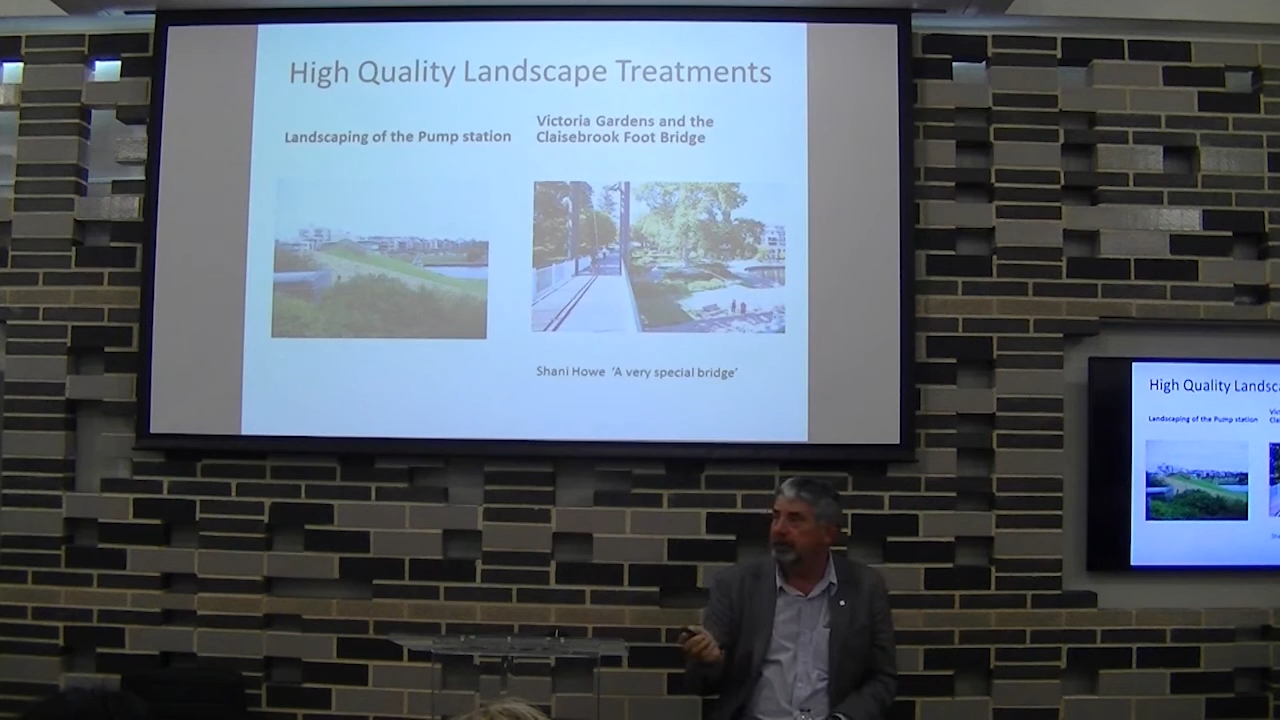 High Quality Landscape Treatments
Landscaping of the Pump station
Victoria Gardens and the
Claisebrook Foot Bridge
Shani Howe ‘A very special bridge’
High Quality Landsca
Landscaping of the Pump station